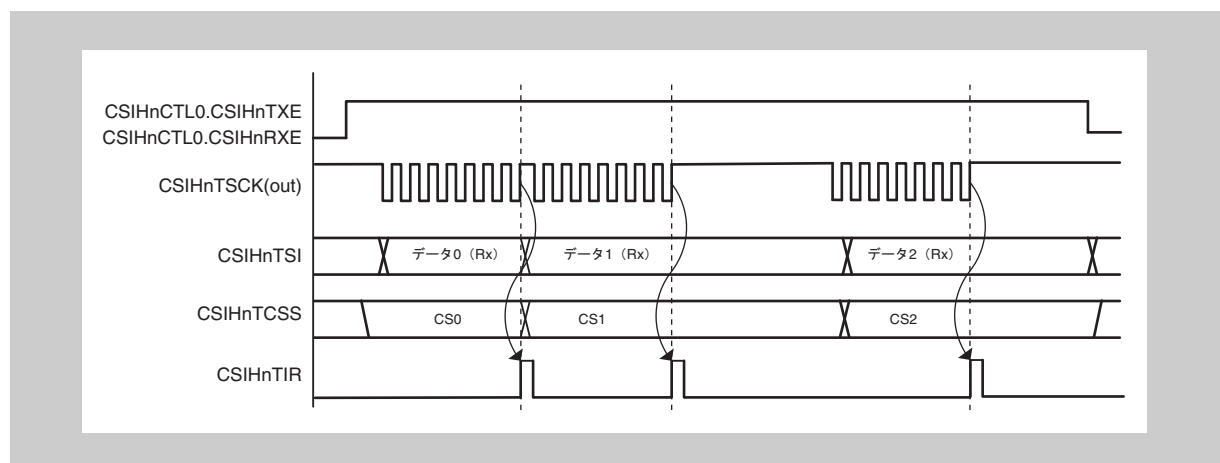 CSIHnCTL0.CSIHnTXE
CSIHnCTL0.CSIHnRXE
CSIHnTSCK(out)
CSIHnTSI
データ0（Rx）
データ1（Rx）
データ2（Rx）
CSIHnTCSS
CS0
CS1
CS2
CSIHnTIR